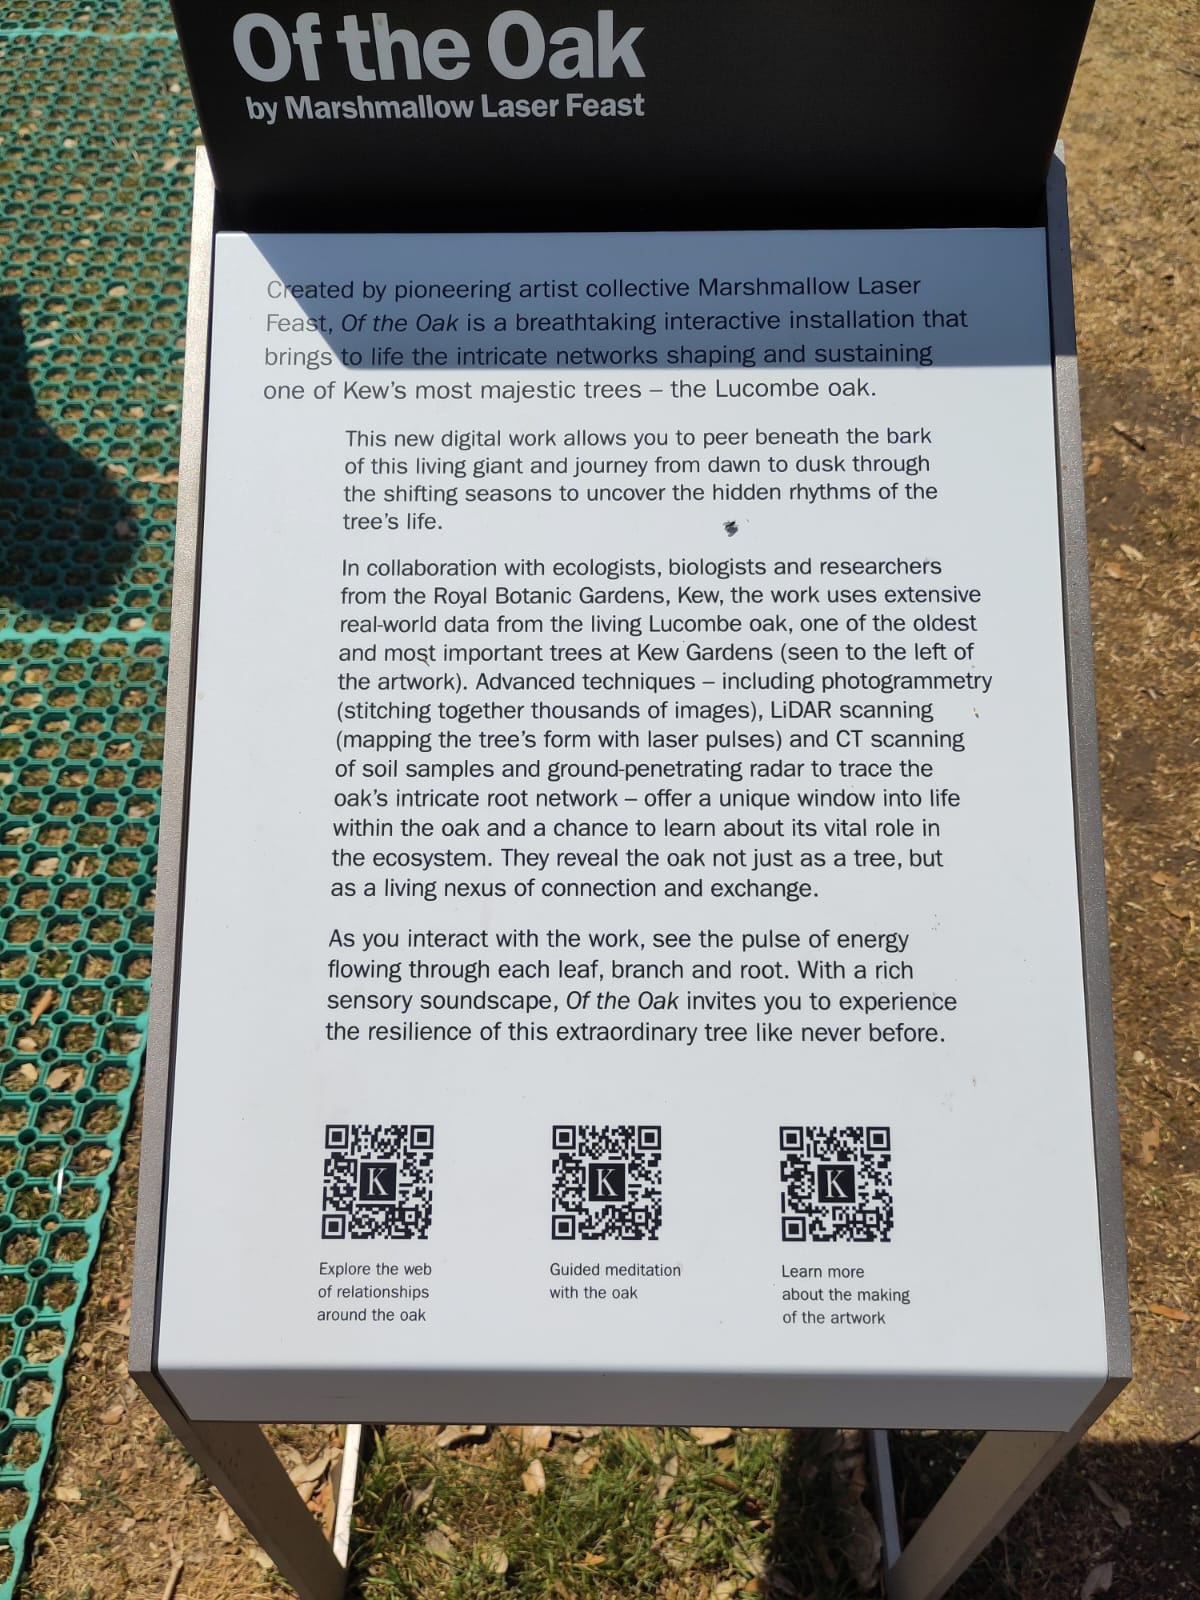 Of the Oak
by Marshmallow Laser Feast
Created by pioneering artist collective Marshmallow Laser
Feast, Of the Oak is a breathtaking interactive installation that
brings to life the intricate networks shaping and sustaining
one of Kew's most majestic trees – the Lucombe oak.
This new digital work allows you to peer beneath the bark
of this living giant and journey from dawn to dusk through
the shifting seasons to uncover the hidden rhythms of the
tree's life.
In collaboration with ecologists, biologists and researchers
from the Royal Botanic Gardens, Kew, the work uses extensive
real-world data from the living Lucombe oak, one of the oldest
and most important trees at Kew Gardens (seen to the left of
the artwork). Advanced techniques – including photogrammetry
(stitching together thousands of images), LiDAR scanning
(mapping the tree's form with laser pulses) and CT scanning
of soil samples and ground-penetrating radar to trace the
oak's intricate root network – offer a unique window into life
within the oak and a chance to learn about its vital role in
the ecosystem. They reveal the oak not just as a tree, but
as a living nexus of connection and exchange.
As you interact with the work, see the pulse of energy
flowing through each leaf, branch and root. With a rich
sensory soundscape, Of the Oak invites you to experience
the resilience of this extraordinary tree like never before.
K
Explore the web
of relationships
around the oak
K
Guided meditation
with the oak
K
Learn more
about the making
of the artwork